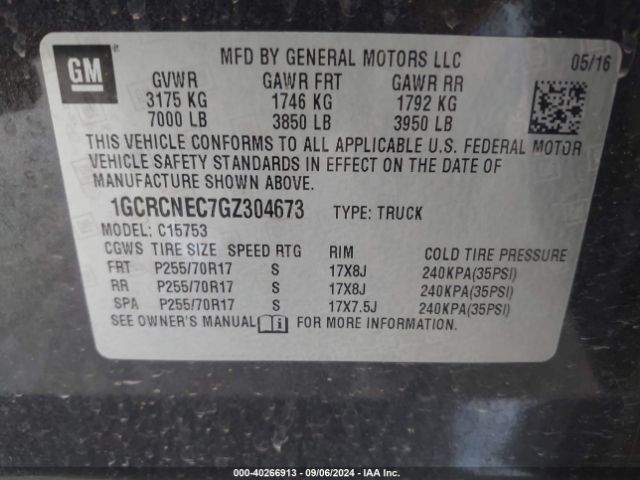 GM
MFD BY GENERAL MOTORS LLC
05/16
GVWR GAWR FRT GAWR RR
3175 KG 1746 KG 1792 KG
7000 LB 3850 LB 3950 LB
THIS VEHICLE CONFORMS TO ALL APPLICABLE U.S. FEDERAL MOTOR
VEHICLE SAFETY STANDARDS IN EFFECT ON THE DATE OF
MANUFACTURE SHOWN ABOVE.
1GCRCNEC7GZ304673 TYPE: TRUCK
MODEL: C15753
CGWS TIRE SIZE SPEED RTG RIM COLD TIRE PRESSURE
FRT P255/70R17 S 17X8J 240KPA(35PSI)
RR P255/70R17 S 17X8J 240KPA(35PSI)
SPA P255/70R17 S 17X7.5J 240KPA(35PSI)
SEE OWNER'S MANUAL FOR MORE INFORMATION.
000-40266913 - 09/06/2024 - IAA Inc.